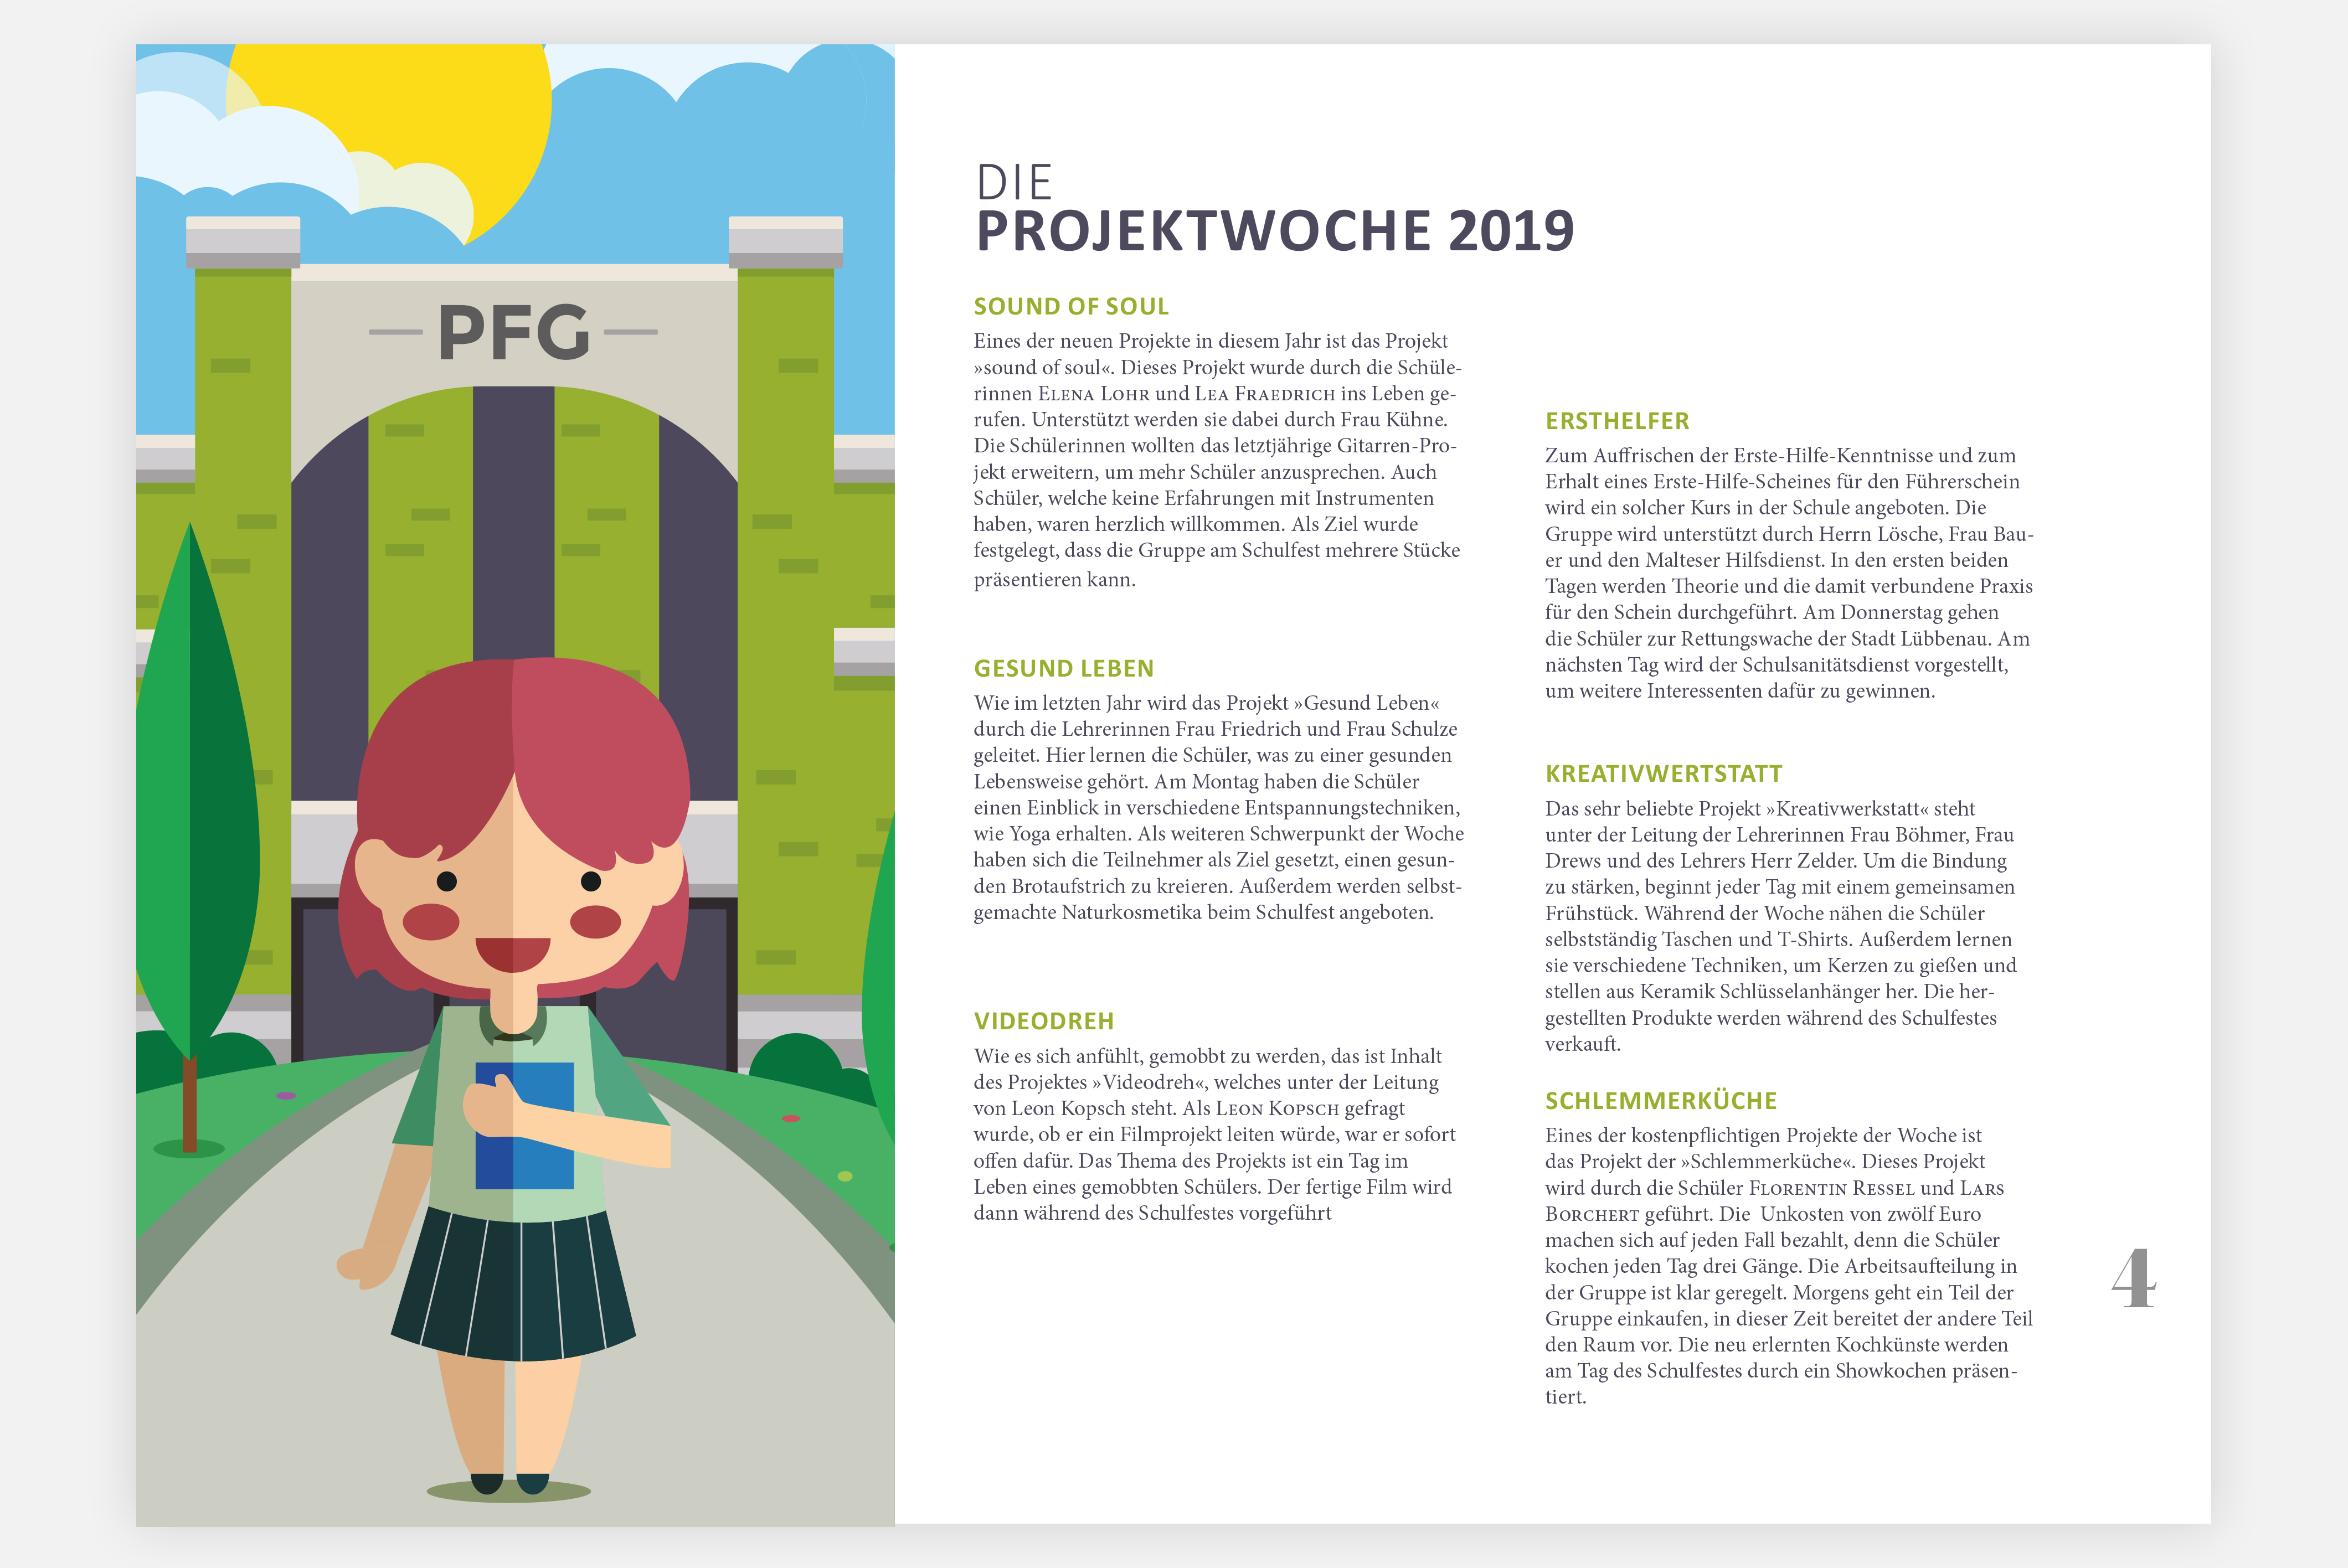 PFG
DIE
PROJEKTWOCHE 2019
SOUND OF SOUL
Eines der neuen Projekte in diesem Jahr ist das Projekt
»sound of soul«. Dieses Projekt wurde durch die Schüle-
rinnen Elena Lohr und Lea Fraedrich ins Leben ge-
rufen. Unterstützt werden sie dabei durch Frau Kühne.
Die Schülerinnen wollten das letztjährige Gitarren-Pro-
jekt erweitern, um mehr Schüler anzusprechen. Auch
Schüler, welche keine Erfahrungen mit Instrumenten
haben, waren herzlich willkommen. Als Ziel wurde
festgelegt, dass die Gruppe am Schulfest mehrere Stücke
präsentieren kann.
GESUND LEBEN
Wie im letzten Jahr wird das Projekt »Gesund Leben«
durch die Lehrerinnen Frau Friedrich und Frau Schulze
geleitet. Hier lernen die Schüler, was zu einer gesunden
Lebensweise gehört. Am Montag haben die Schüler
einen Einblick in verschiedene Entspannungstechniken,
wie Yoga erhalten. Als weiteren Schwerpunkt der Woche
haben sich die Teilnehmer als Ziel gesetzt, einen gesun-
den Brotaufstrich zu kreieren. Außerdem werden selbst-
gemachte Naturkosmetika beim Schulfest angeboten.
VIDEODREH
Wie es sich anfühlt, gemobbt zu werden, das ist Inhalt
des Projektes »Videodreh«, welches unter der Leitung
von Leon Kopsch steht. Als Leon Kopsch gefragt
wurde, ob er ein Filmprojekt leiten würde, war er sofort
offen dafür. Das Thema des Projekts ist ein Tag im
Leben eines gemobbten Schülers. Der fertige Film wird
dann während des Schulfestes vorgeführt
ERSTHELFER
Zum Auffrischen der Erste-Hilfe-Kenntnisse und zum
Erhalt eines Erste-Hilfe-Scheines für den Führerschein
wird ein solcher Kurs in der Schule angeboten. Die
Gruppe wird unterstützt durch Herrn Lösche, Frau Bau-
er und den Malteser Hilfsdienst. In den ersten beiden
Tagen werden Theorie und die damit verbundene Praxis
für den Schein durchgeführt. Am Donnerstag gehen
die Schüler zur Rettungswache der Stadt Lübbenau. Am
nächsten Tag wird der Schulsanitätsdienst vorgestellt,
um weitere Interessenten dafür zu gewinnen.
KREATIVWERTSTATT
Das sehr beliebte Projekt »Kreativwerkstatt« steht
unter der Leitung der Lehrerinnen Frau Böhmer, Frau
Drews und des Lehrers Herr Zelder. Um die Bindung
zu stärken, beginnt jeder Tag mit einem gemeinsamen
Frühstück. Während der Woche nähen die Schüler
selbstständig Taschen und T-Shirts. Außerdem lernen
sie verschiedene Techniken, um Kerzen zu gießen und
stellen aus Keramik Schlüsselanhänger her. Die her-
gestellten Produkte werden während des Schulfestes
verkauft.
SCHLEMMERKÜCHE
Eines der kostenpflichtigen Projekte der Woche ist
das Projekt der »Schlemmerküche«. Dieses Projekt
wird durch die Schüler Florentin Ressel und Lars
Borchert geführt. Die  Unkosten von zwölf Euro
machen sich auf jeden Fall bezahlt, denn die Schüler
kochen jeden Tag drei Gänge. Die Arbeitsaufteilung in
der Gruppe ist klar geregelt. Morgens geht ein Teil der
Gruppe einkaufen, in dieser Zeit bereitet der andere Teil
den Raum vor. Die neu erlernten Kochkünste werden
am Tag des Schulfestes durch ein Showkochen präsen-
tiert.
4